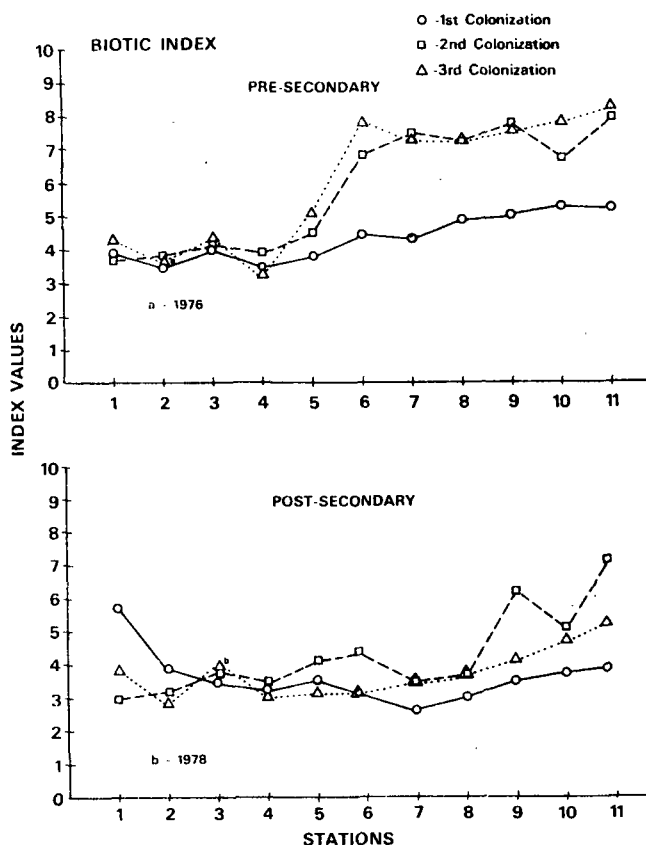 ○ -1st Colonization
BIOTIC INDEX
□ -2nd Colonization
△ -3rd Colonization
PRE-SECONDARY
10
9
8
7
6
5
4
3
2
1
0
a - 1976
1 2 3 4 5 6 7 8 9 10 11
INDEX VALUES
POST-SECONDARY
10
9
8
7
6
5
4
3
2
1
0
b
b - 1978
1 2 3 4 5 6 7 8 9 10 11
STATIONS